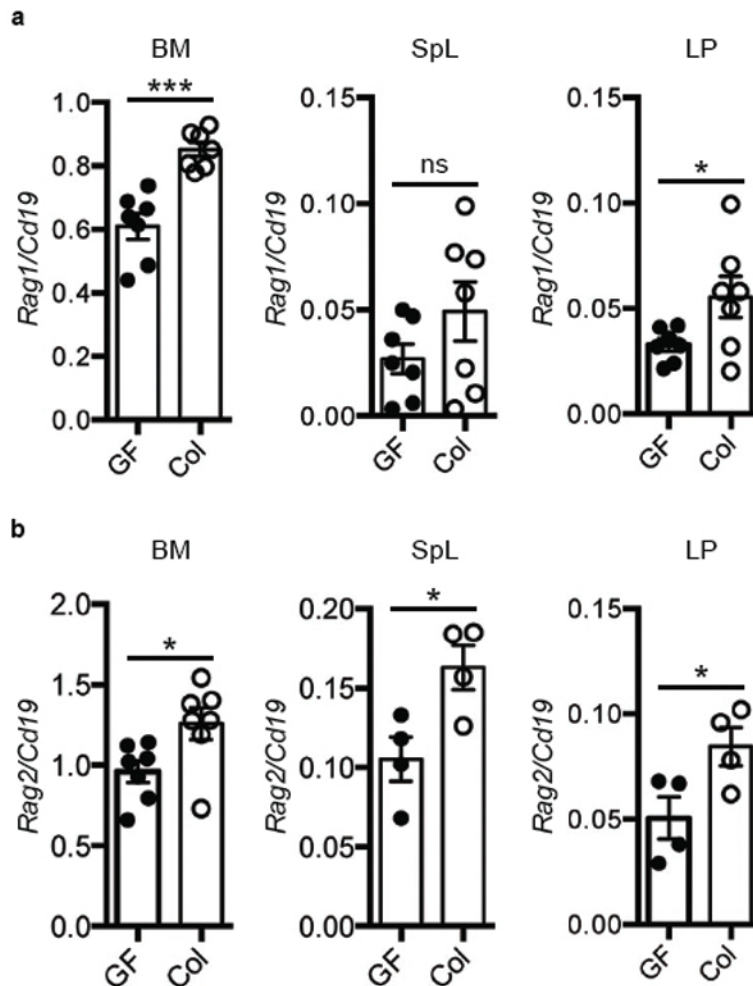 a
BM
SpL
LP
***
ns
*
Rag1/Cd19
1.0
0.8
0.6
0.4
0.2
0.0
GF
Col
Rag1/Cd19
0.15
0.10
0.05
0.00
GF
Col
Rag1/Cd19
0.15
0.10
0.05
0.00
GF
Col
b
BM
SpL
LP
*
*
*
Rag2/Cd19
2.0
1.5
1.0
0.5
0.0
GF
Col
Rag2/Cd19
0.20
0.15
0.10
0.05
0.00
GF
Col
Rag2/Cd19
0.15
0.10
0.05
0.00
GF
Col